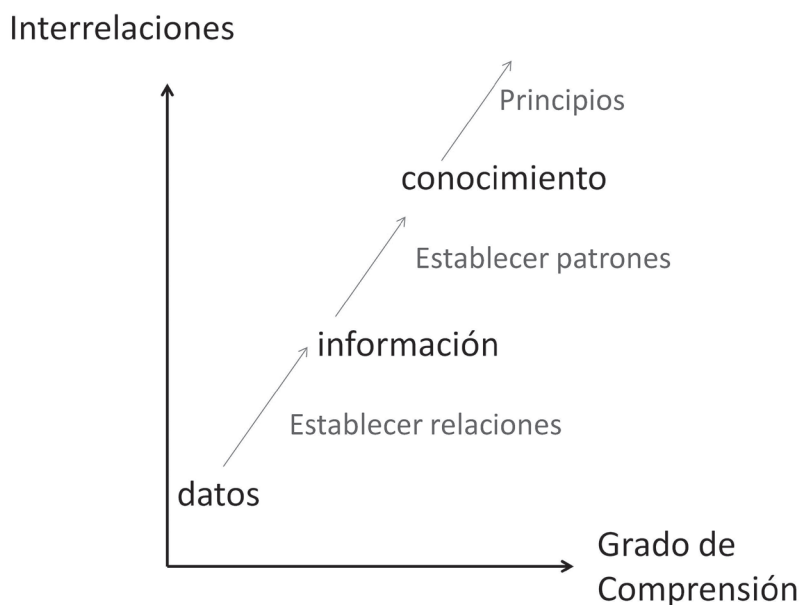 Interrelaciones
Principios
conocimiento
Establecer patrones
información
Establecer relaciones
datos
Grado de
Comprensión